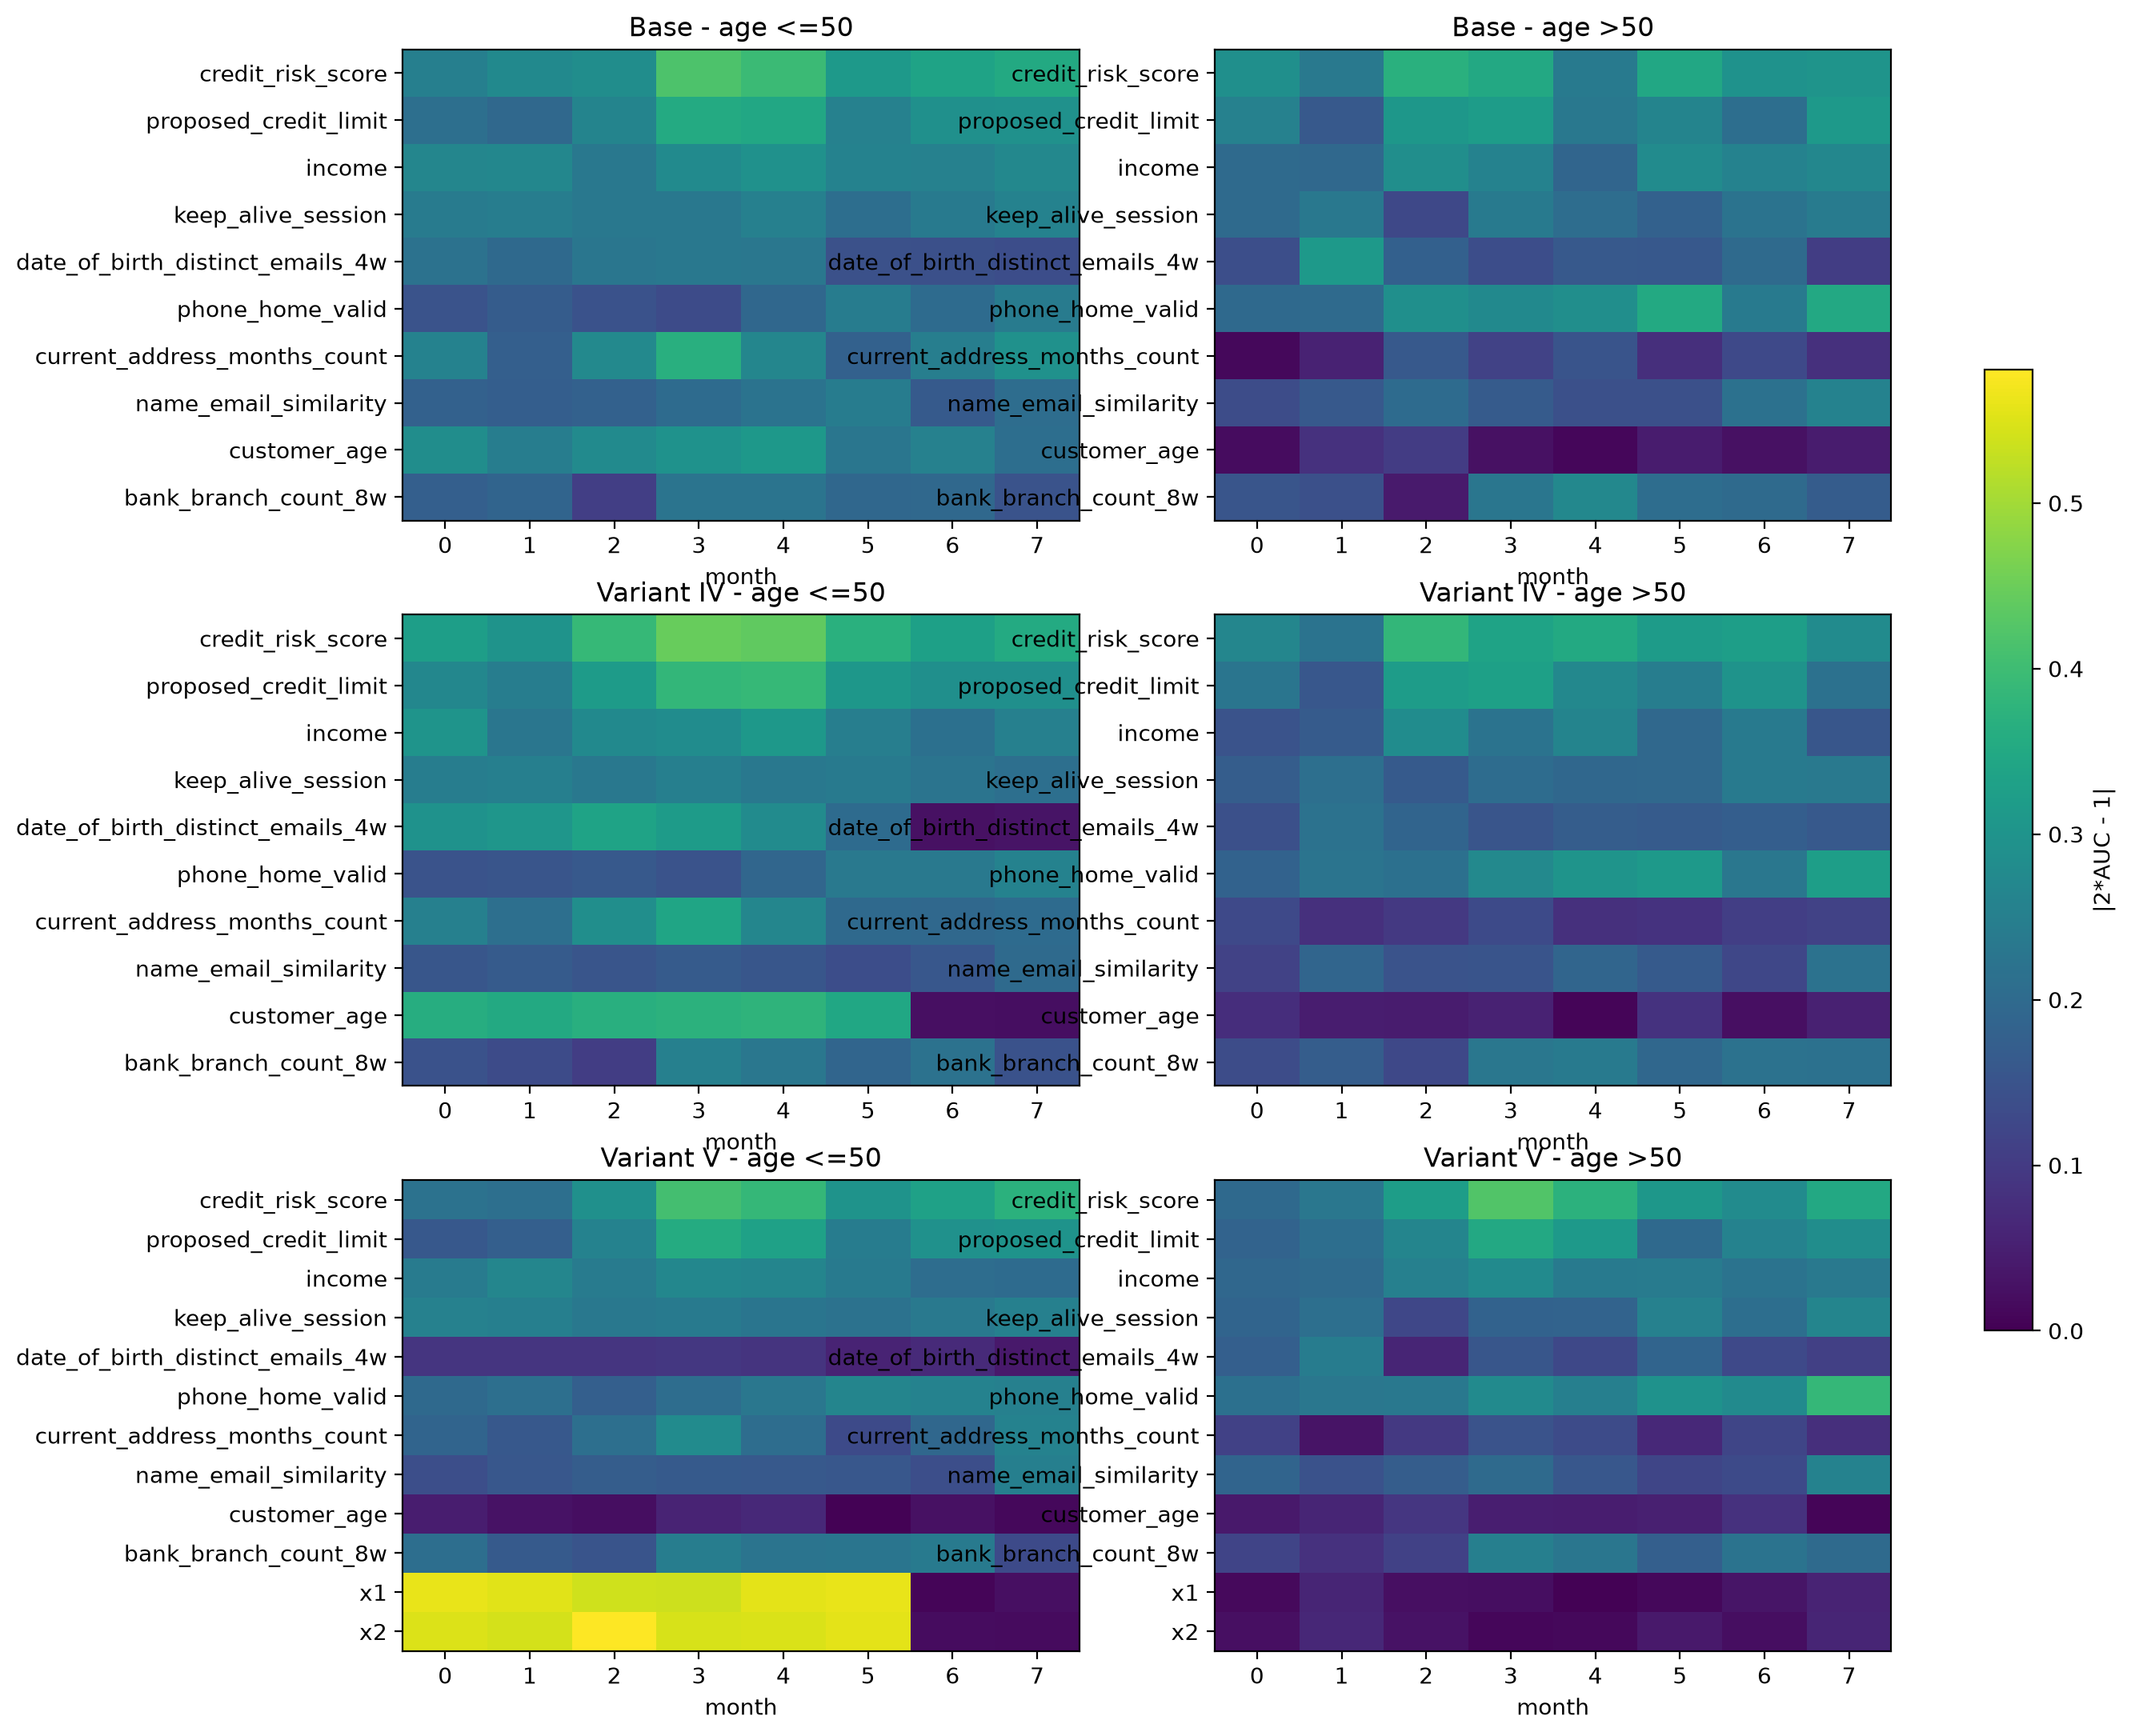 Base - age <=50
credit_risk_score
proposed_credit_limit
income
keep_alive_session
date_of_birth_distinct_emails_4w
phone_home_valid
current_address_months_count
name_email_similarity
customer_age
bank_branch_count_8w
0 1 2 3 4 5 6 7
month
Base - age >50
credit_risk_score
proposed_credit_limit
income
keep_alive_session
date_of_birth_distinct_emails_4w
phone_home_valid
current_address_months_count
name_email_similarity
customer_age
bank_branch_count_8w
0 1 2 3 4 5 6 7
month
Variant IV - age <=50
credit_risk_score
proposed_credit_limit
income
keep_alive_session
date_of_birth_distinct_emails_4w
phone_home_valid
current_address_months_count
name_email_similarity
customer_age
bank_branch_count_8w
0 1 2 3 4 5 6 7
month
Variant IV - age >50
credit_risk_score
proposed_credit_limit
income
keep_alive_session
date_of_birth_distinct_emails_4w
phone_home_valid
current_address_months_count
name_email_similarity
customer_age
bank_branch_count_8w
0 1 2 3 4 5 6 7
month
Variant V - age <=50
credit_risk_score
proposed_credit_limit
income
keep_alive_session
date_of_birth_distinct_emails_4w
phone_home_valid
current_address_months_count
name_email_similarity
customer_age
bank_branch_count_8w
x1
x2
0 1 2 3 4 5 6 7
month
Variant V - age >50
credit_risk_score
proposed_credit_limit
income
keep_alive_session
date_of_birth_distinct_emails_4w
phone_home_valid
current_address_months_count
name_email_similarity
customer_age
bank_branch_count_8w
x1
x2
0 1 2 3 4 5 6 7
month
0.5
0.4
0.3
0.2
0.1
0.0
|2*AUC - 1|